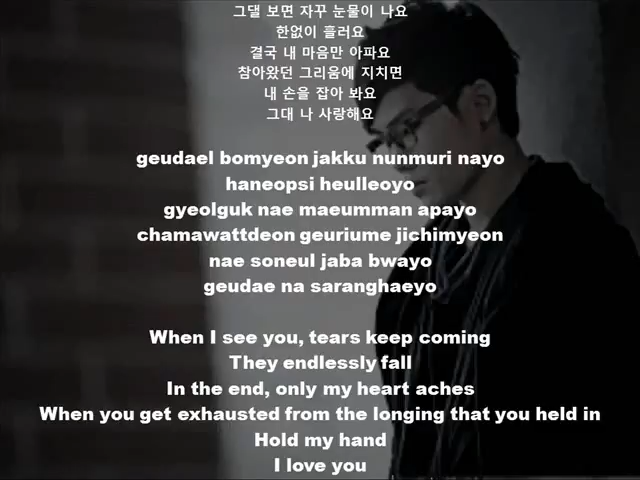 그댈 보면 자꾸 눈물이 나요
한없이 흘러요
결국 내 마음만 아파요
참아왔던 그리움에 지치면
내 손을 잡아 봐요
그대 나 사랑해요
geudael bomyeon jakku nunmuri nayo
haneopsi heulleoyo
gyeolguk nae maeumman apayo
chamawattdeon geuriume jichimyeon
nae soneul jaba bwayo
geudae na saranghaeyo
When I see you, tears keep coming
They endlessly fall
In the end, only my heart aches
When you get exhausted from the longing that you held in
Hold my hand
I love you